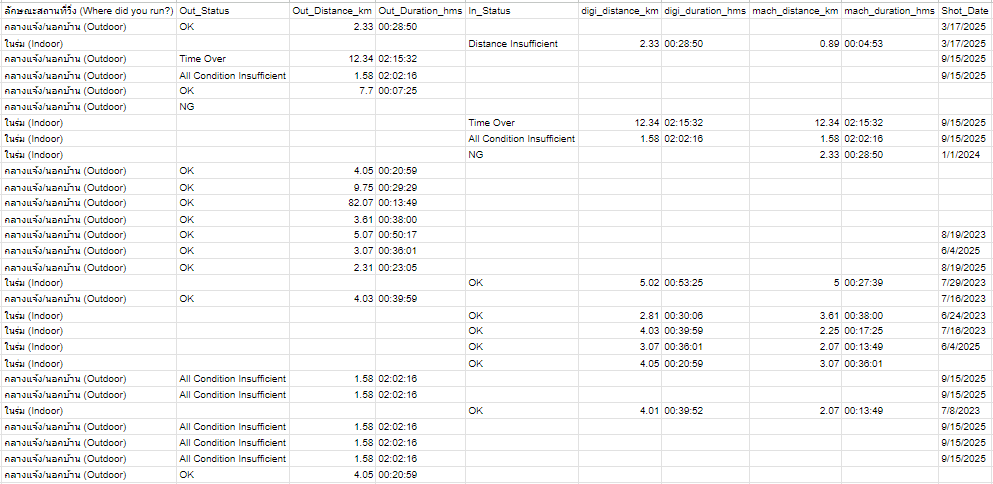 ลักษณะสถานที่วิ่ง (Where did you run?) Out_Status Out_Distance_km Out_Duration_hms In_Status digi_distance_km digi_duration_hms mach_distance_km mach_duration_hms Shot_Date
กลางแจ้ง/นอกบ้าน (Outdoor) OK 2.33 00:28:50 3/17/2025
ในร่ม (Indoor) Distance Insufficient 2.33 00:28:50 0.89 00:04:53 3/17/2025
กลางแจ้ง/นอกบ้าน (Outdoor) Time Over 12.34 02:15:32 9/15/2025
กลางแจ้ง/นอกบ้าน (Outdoor) All Condition Insufficient 1.58 02:02:16 9/15/2025
กลางแจ้ง/นอกบ้าน (Outdoor) OK 7.7 00:07:25
กลางแจ้ง/นอกบ้าน (Outdoor) NG
ในร่ม (Indoor) Time Over 12.34 02:15:32 12.34 02:15:32 9/15/2025
ในร่ม (Indoor) All Condition Insufficient 1.58 02:02:16 1.58 02:02:16 9/15/2025
ในร่ม (Indoor) NG 2.33 00:28:50 1/1/2024
กลางแจ้ง/นอกบ้าน (Outdoor) OK 4.05 00:20:59
กลางแจ้ง/นอกบ้าน (Outdoor) OK 9.75 00:29:29
กลางแจ้ง/นอกบ้าน (Outdoor) OK 82.07 00:13:49
กลางแจ้ง/นอกบ้าน (Outdoor) OK 3.61 00:38:00
กลางแจ้ง/นอกบ้าน (Outdoor) OK 5.07 00:50:17 8/19/2023
กลางแจ้ง/นอกบ้าน (Outdoor) OK 3.07 00:36:01 6/4/2025
กลางแจ้ง/นอกบ้าน (Outdoor) OK 2.31 00:23:05 8/19/2025
ในร่ม (Indoor) OK 5.02 00:53:25 5 00:27:39 7/29/2023
กลางแจ้ง/นอกบ้าน (Outdoor) OK 4.03 00:39:59 7/16/2023
ในร่ม (Indoor) OK 2.81 00:30:06 3.61 00:38:00 6/24/2023
ในร่ม (Indoor) OK 4.03 00:39:59 2.25 00:17:25 7/16/2023
ในร่ม (Indoor) OK 3.07 00:36:01 2.07 00:13:49 6/4/2025
ในร่ม (Indoor) OK 4.05 00:20:59 3.07 00:36:01
กลางแจ้ง/นอกบ้าน (Outdoor) All Condition Insufficient 1.58 02:02:16 9/15/2025
กลางแจ้ง/นอกบ้าน (Outdoor) All Condition Insufficient 1.58 02:02:16 9/15/2025
ในร่ม (Indoor) OK 4.01 00:39:52 2.07 00:13:49 7/8/2023
กลางแจ้ง/นอกบ้าน (Outdoor) All Condition Insufficient 1.58 02:02:16 9/15/2025
กลางแจ้ง/นอกบ้าน (Outdoor) All Condition Insufficient 1.58 02:02:16 9/15/2025
กลางแจ้ง/นอกบ้าน (Outdoor) All Condition Insufficient 1.58 02:02:16 9/15/2025
กลางแจ้ง/นอกบ้าน (Outdoor) OK 4.05 00:20:59